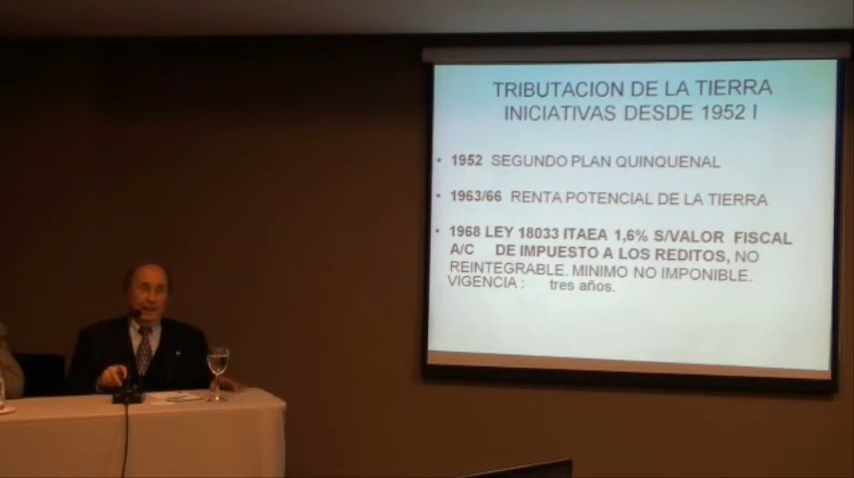 TRIBUTACION DE LA TIERRA
INICIATIVAS DESDE 1952 I
• 1952 SEGUNDO PLAN QUINQUENAL
• 1963/66 RENTA POTENCIAL DE LA TIERRA
• 1968 LEY 18033 ITAEA 1,6% S/VALOR FISCAL
A/C DE IMPUESTO A LOS REDITOS, NO
REINTEGRABLE. MINIMO NO IMPONIBLE.
VIGENCIA : tres años.